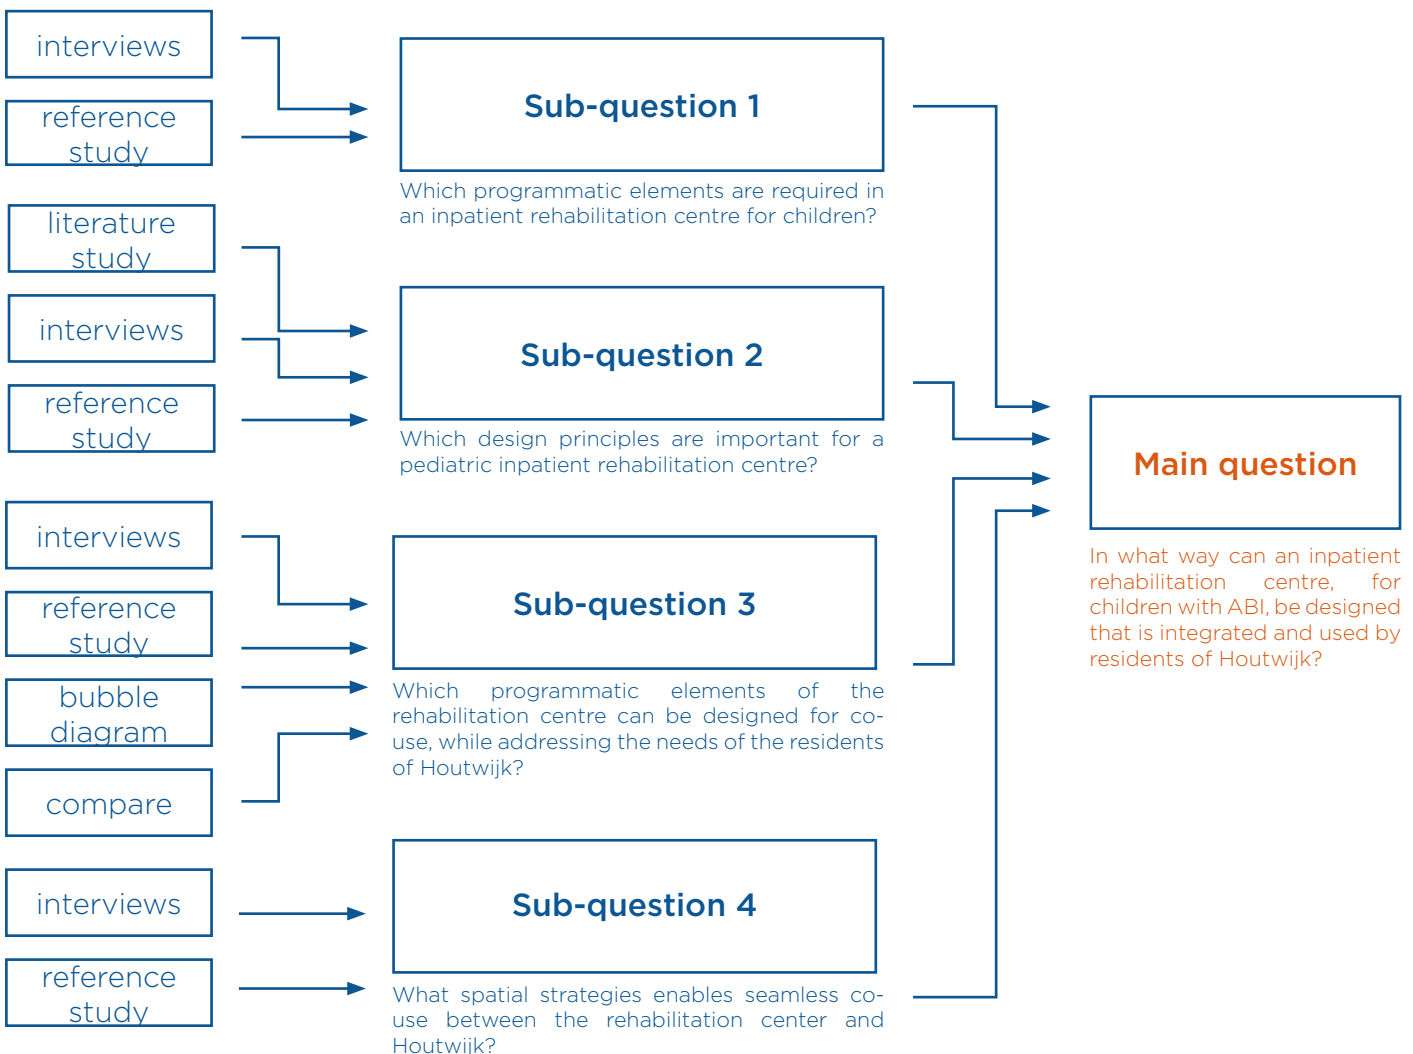 interviews
reference
study
Sub-question 1
Which programmatic elements are required in
an inpatient rehabilitation centre for children?
literature
study
interviews
reference
study
Sub-question 2
Which design principles are important for a
pediatric inpatient rehabilitation centre?
interviews
reference
study
bubble
diagram
compare
Sub-question 3
Which programmatic elements of the
rehabilitation centre can be designed for co-
use, while addressing the needs of the residents
of Houtwijk?
interviews
reference
study
Sub-question 4
What spatial strategies enables seamless co-
use between the rehabilitation center and
Houtwijk?
Main question
In what way can an inpatient
rehabilitation centre, for
children with ABI, be designed
that is integrated and used by
residents of Houtwijk?